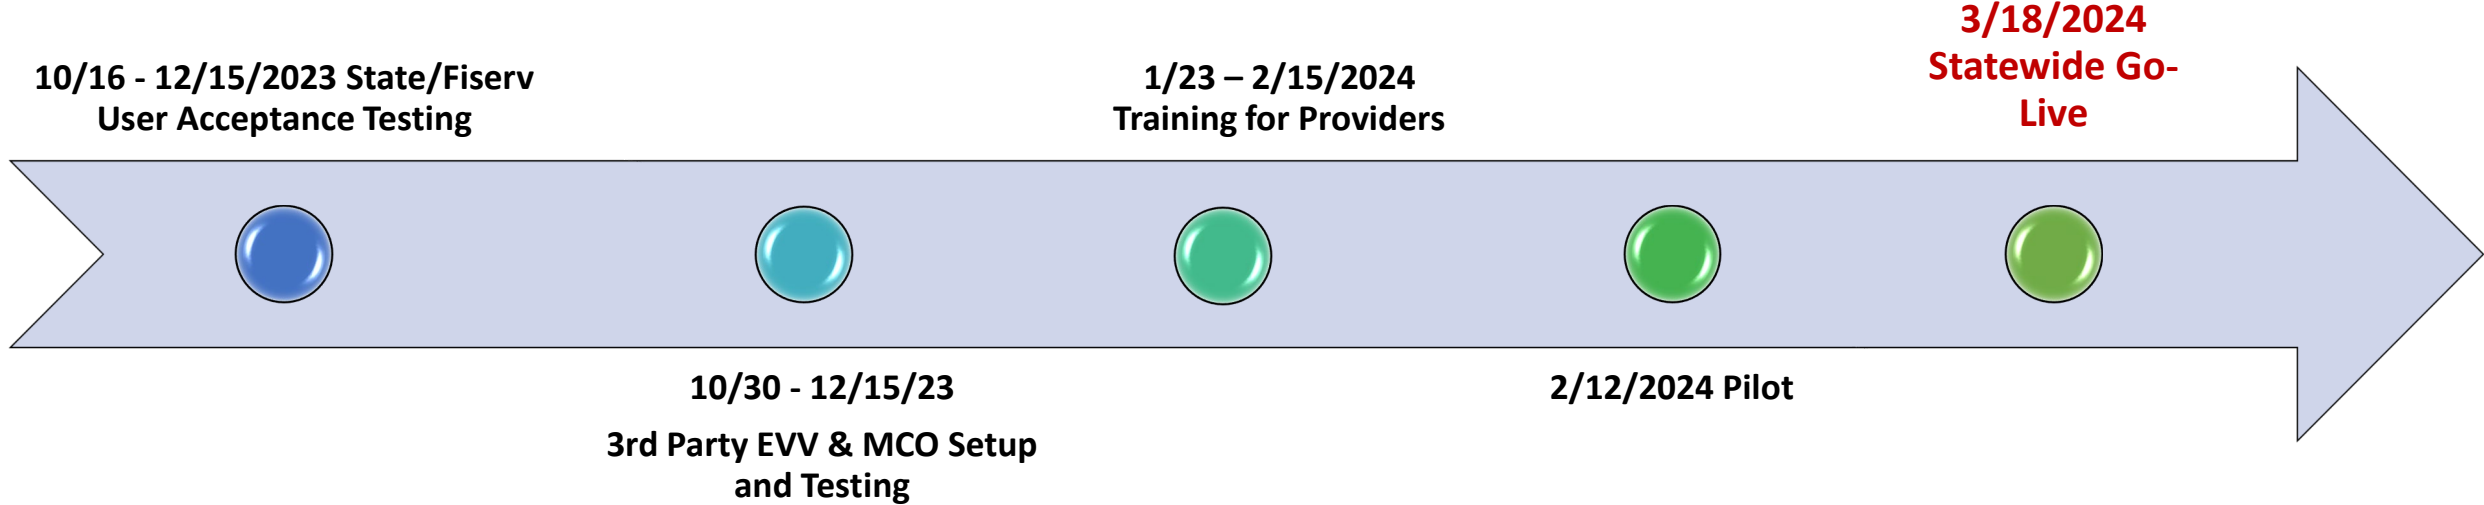 10/16 - 12/15/2023 State/Fiserv
User Acceptance Testing
10/30 - 12/15/23
3rd Party EVV & MCO Setup
and Testing
1/23 – 2/15/2024
Training for Providers
2/12/2024 Pilot
3/18/2024
Statewide Go-
Live